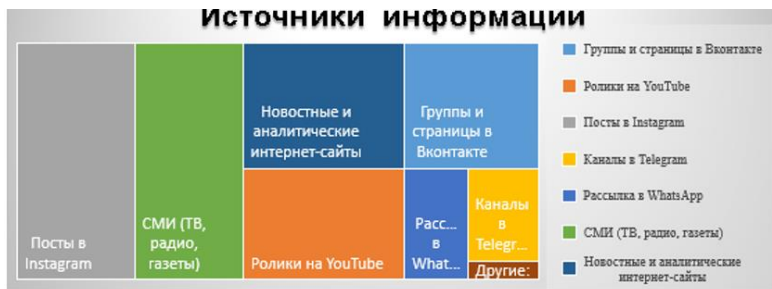 Источники информации
Посты в
Instagram
СМИ (ТВ,
радио,
газеты)
Новостные и
аналитические
интернет-сайты
Ролики на YouTube
Группы и
страницы в
Вконтакте
Расс...
в
What...
Каналы
в
Telegr...
Другие:
Группы и страницы в Вконтакте
Ролики на YouTube
Посты в Instagram
Каналы в Telegram
Рассылка в WhatsApp
СМИ (ТВ, радио, газеты)
Новостные и аналитические
интернет-сайты